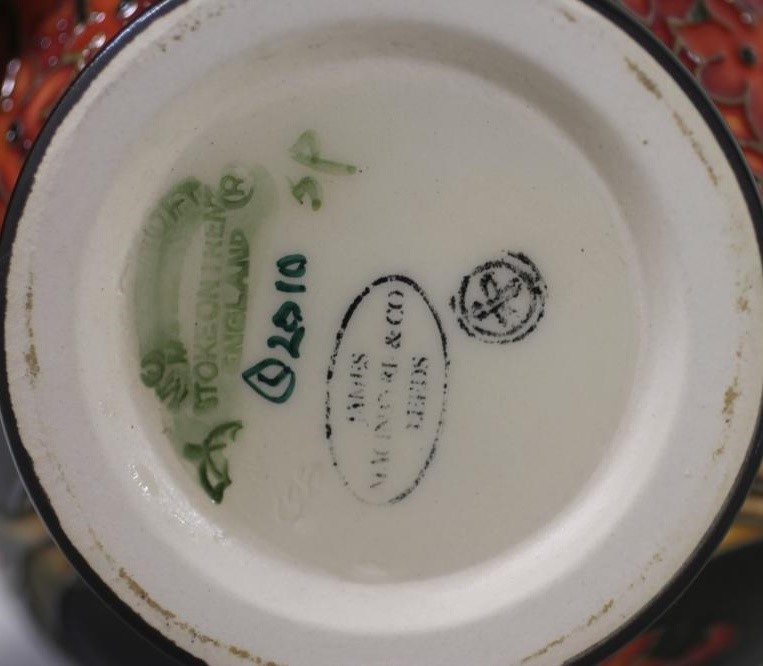 STOKE ON TRENT
ENGLAND
®
2010
JAMES
MACINTYRE & CO
LEEDS